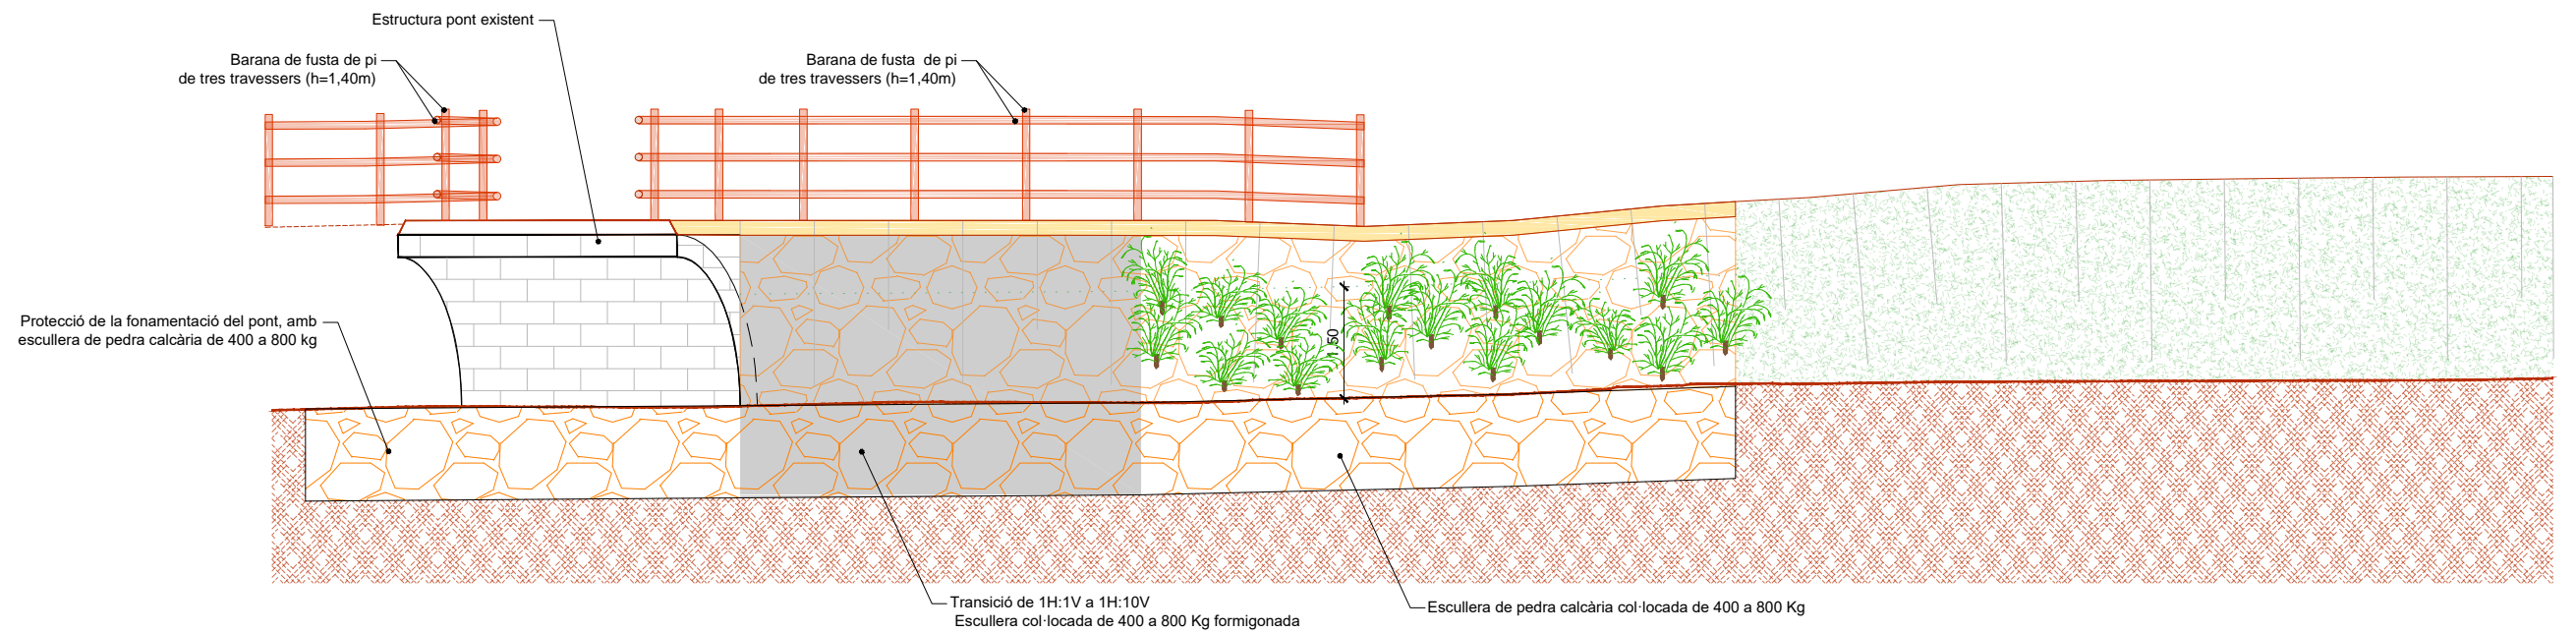 Estructura pont existent
Barana de fusta de pi
de tres travessers (h=1,40m)
Barana de fusta  de pi
de tres travessers (h=1,40m)
Protecció de la fonamentació del pont, amb
escullera de pedra calcària de 400 a 800 kg
1,50
Transició de 1H:1V a 1H:10V
Escullera col·locada de 400 a 800 Kg formigonada
Escullera de pedra calcària col·locada de 400 a 800 Kg